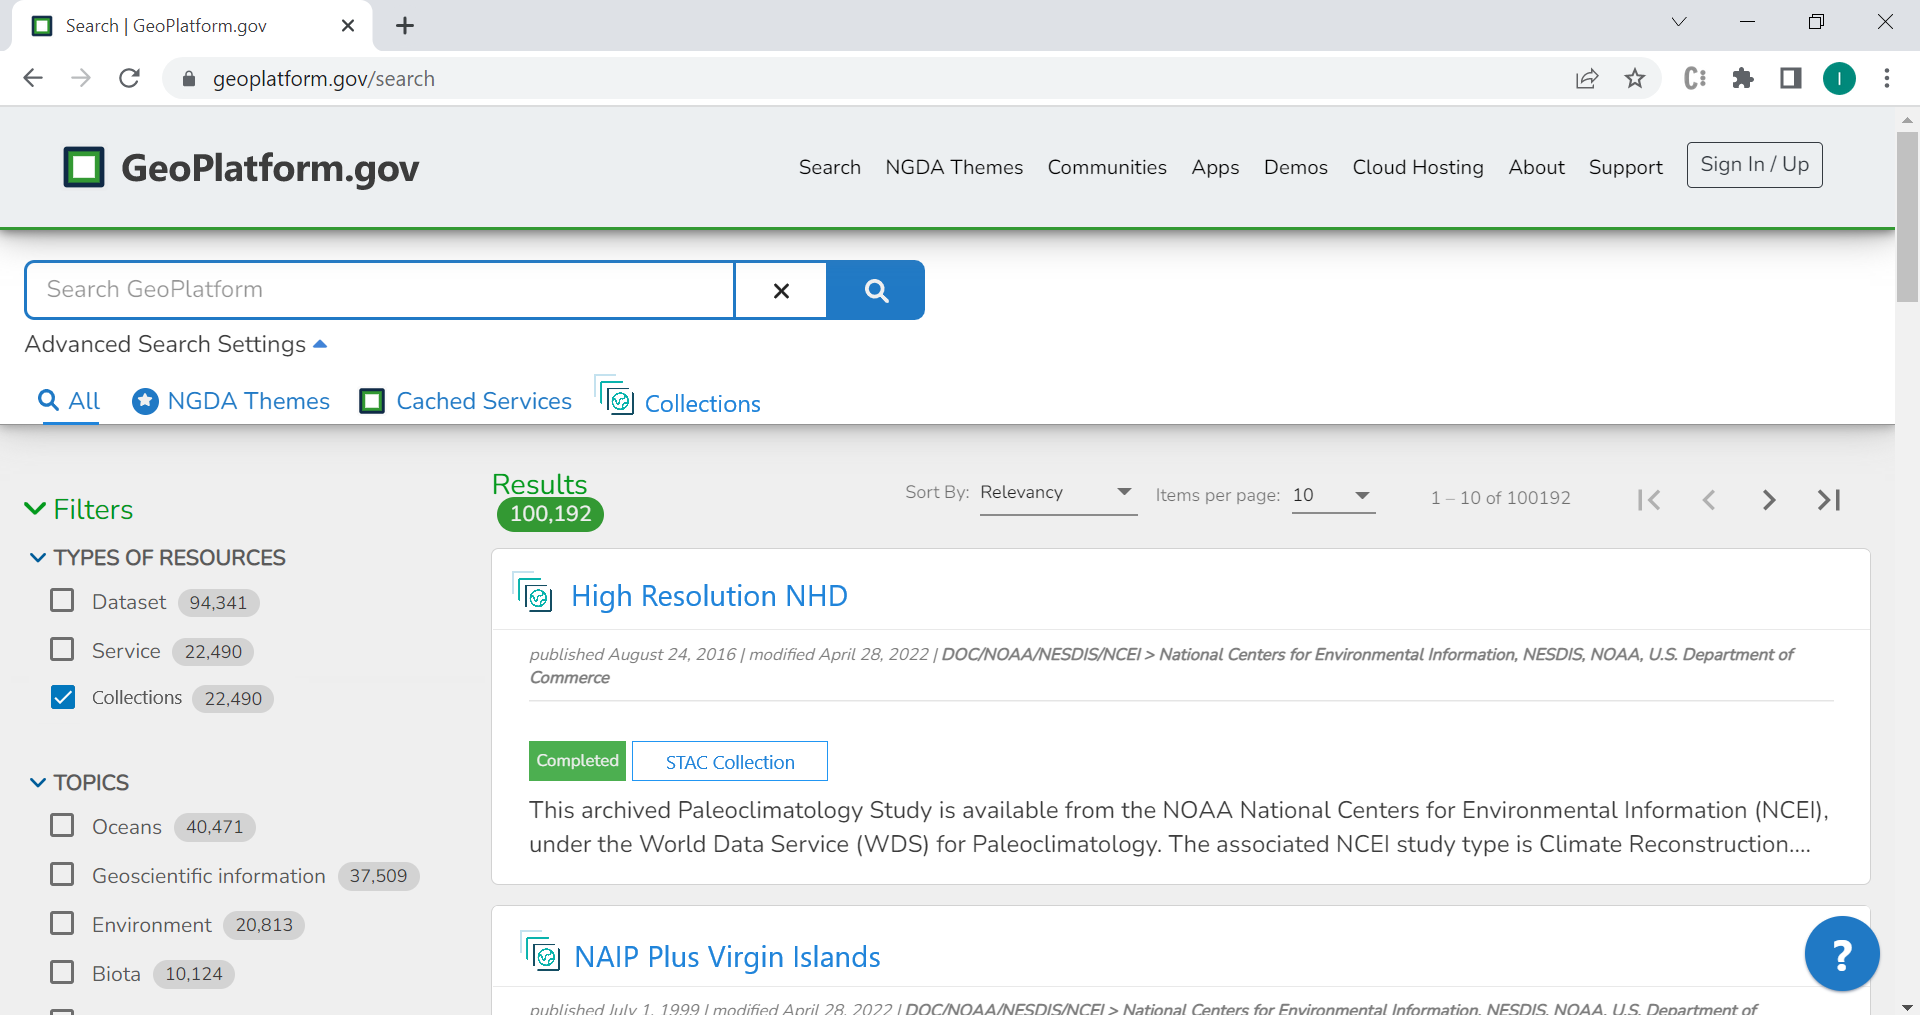 Search | GeoPlatform.gov
geoplatform.gov/search
I
GeoPlatform.gov
Search NGDA Themes Communities Apps Demos Cloud Hosting About Support Sign In / Up
Search GeoPlatform
Advanced Search Settings
All NGDA Themes Cached Services Collections
Results
100,192
Sort By: Relevancy Items per page: 10 1 – 10 of 100192
Filters
TYPES OF RESOURCES
Dataset 94,341
Service 22,490
Collections 22,490
TOPICS
Oceans 40,471
Geoscientific information 37,509
Environment 20,813
Biota 10,124
High Resolution NHD
published August 24, 2016 | modified April 28, 2022 | DOC/NOAA/NESDIS/NCEI > National Centers for Environmental Information, NESDIS, NOAA, U.S. Department of
Commerce
Completed STAC Collection
This archived Paleoclimatology Study is available from the NOAA National Centers for Environmental Information (NCEI),
under the World Data Service (WDS) for Paleoclimatology. The associated NCEI study type is Climate Reconstruction....
NAIP Plus Virgin Islands
published July 1, 1999 | modified April 28, 2022 | DOC/NOAA/NESDIS/NCEI > National Centers for Environmental Information, NESDIS, NOAA, U.S. Department of
?